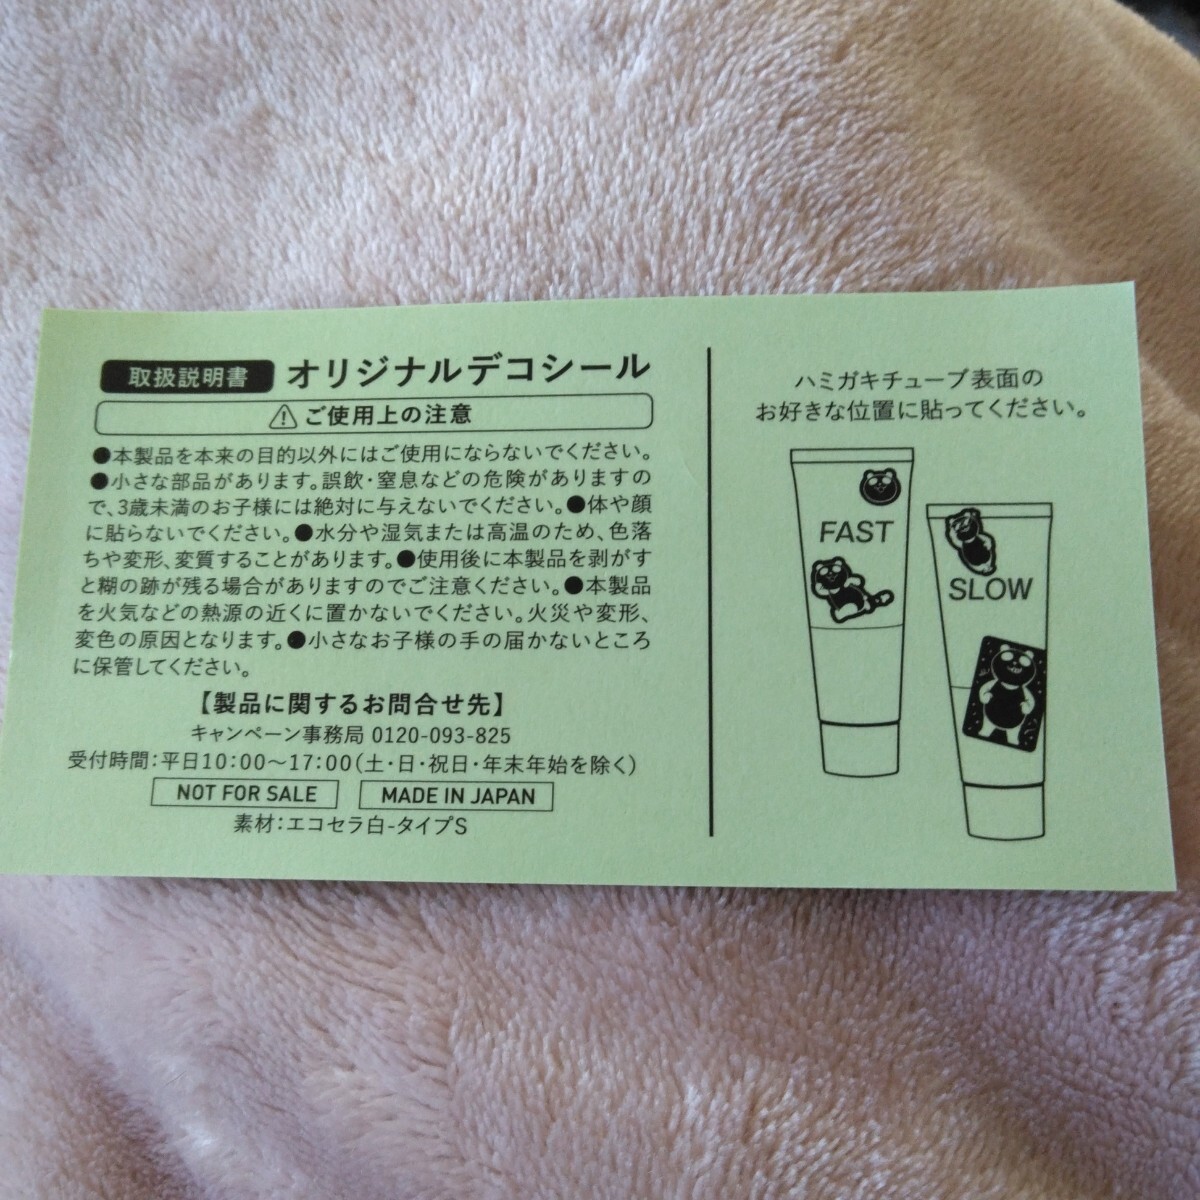 取扱説明書 オリジナルデコシール
⚠ご使用上の注意
●本製品を本来の目的以外にはご使用にならないでください。
●小さな部品があります。誤飲・窒息などの危険がありますの
で、3歳未満のお子様には絶対に与えないでください。●体や顔
に貼らないでください。●水分や湿気または高温のため、色落
ちや変形、変質することがあります。●使用後に本製品を剥がす
と糊の跡が残る場合がありますのでご注意ください。●本製品
を火気などの熱源の近くに置かないでください。火災や変形、
変色の原因となります。●小さなお子様の手の届かないところ
に保管してください。
【製品に関するお問合せ先】
キャンペーン事務局 0120-093-825
受付時間：平日10：00～17：00（土・日・祝日・年末年始を除く）
NOT FOR SALE MADE IN JAPAN
素材：エコセラ白-タイプS
ハミガキチューブ表面の
お好きな位置に貼ってください。
FAST
SLOW